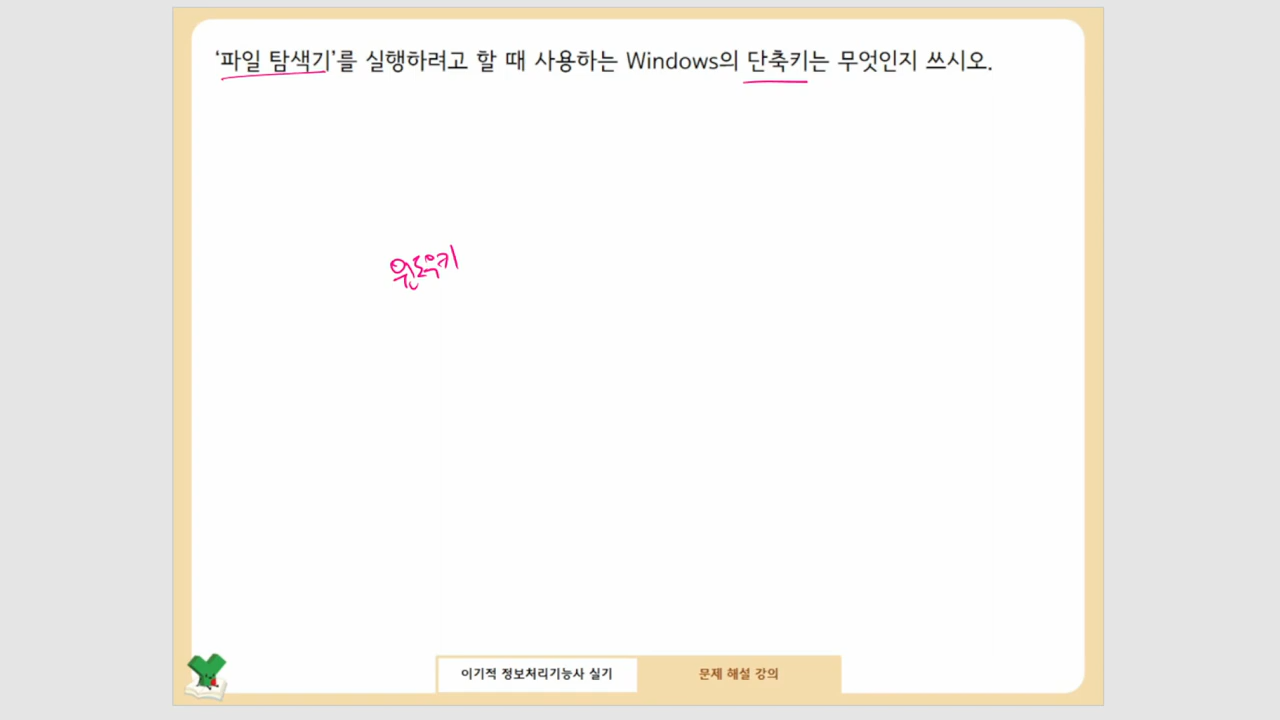 ‘파일 탐색기’를 실행하려고 할 때 사용하는 Windows의 단축키는 무엇인지 쓰시오.
윈도우키
이기적 정보처리기능사 실기
문제 해설 강의